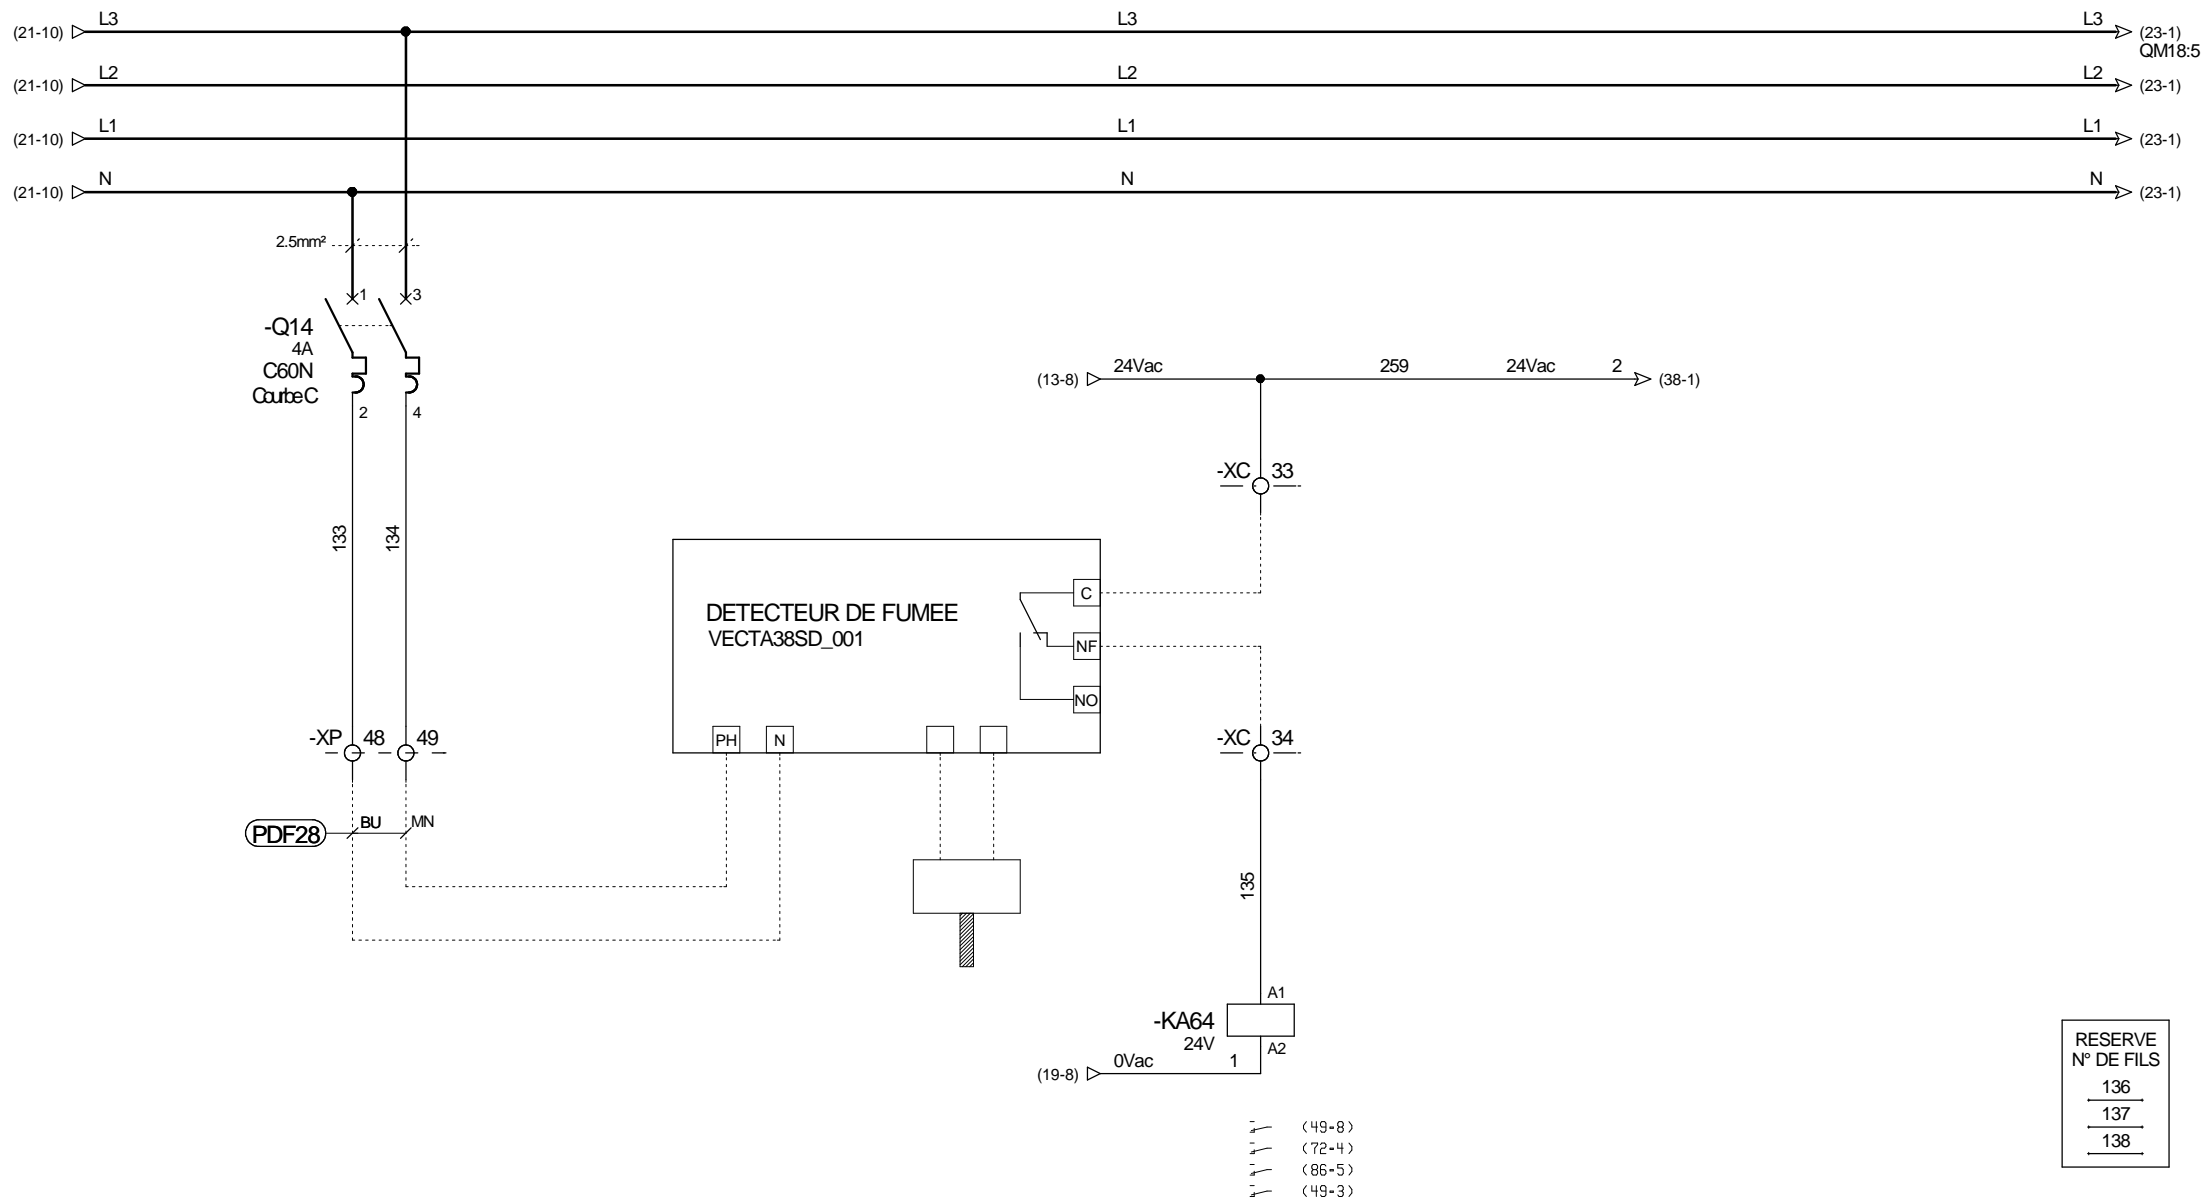 (21-10) L3 L3 L3 (23-1)
QM18:5
(21-10) L2 L2 L2 (23-1)
(21-10) L1 L1 L1 (23-1)
(21-10) N N N (23-1)
2.5mm²
1 3
-Q14
4A
C60N
Courbe C
2 4
(13-8) 24Vac 259 24Vac 2 (38-1)
-XC 33
133 134
DETECTEUR DE FUMEE
VECTA38SD_001
C
NF
NO
PH N
-XP 48 49
-XC 34
PDF28 BU MN
135
A1
-KA64
24V
A2
(19-8) 0Vac 1
(49-8)
(72-4)
(86-5)
(49-3)
RESERVE
N° DE FILS
136
137
138